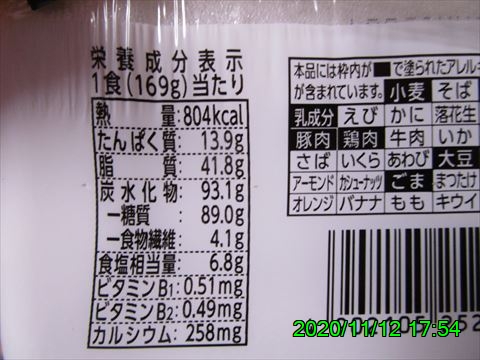 栄養成分表示
1食(169g)当たり
熱量:804kcal
たんぱく質:13.9g
脂質:41.8g
炭水化物:93.1g
ー糖質:89.0g
ー食物繊維:4.1g
食塩相当量:6.8g
ビタミンB1:0.51mg
ビタミンB2:0.49mg
カルシウム:258mg
本品には枠内が■で塗られたアレル
が含まれています。 小麦 そば
乳成分 えび かに 落花生
豚肉 鶏肉 牛肉 いか
さば いくら あわび 大豆
アーモンド カシューナッツ ごま まつたけ
オレンジ バナナ もも キウイ
2020/11/12 17:54